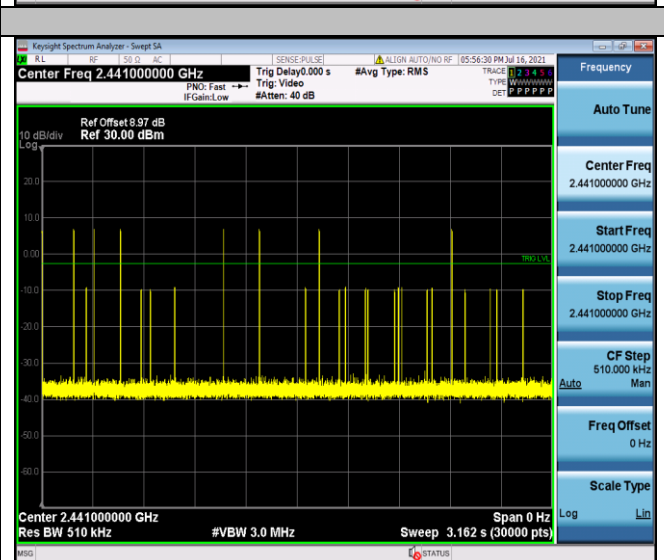 Keysight Spectrum Analyzer - Swept SA
RL RF 50 Ω AC SENSE:PULSE ALIGN AUTO/NO RF 05:56:30 PM Jul 16, 2021
Center Freq 2.441000000 GHz
PNO: Fast
IFGain:Low
Trig Delay0.000 s
Trig: Video
#Atten: 40 dB
#Avg Type: RMS
TRACE 1 2 3 4 5 6
TYPE WWWWWW
DET P P P P P P
Ref Offset 8.97 dB
10 dB/div Ref 30.00 dBm
Log
20.0
10.0
0.00
TRIG LVL
-10.0
-20.0
-30.0
-40.0
-50.0
-60.0
Center 2.441000000 GHz Span 0 Hz
Res BW 510 kHz #VBW 3.0 MHz Sweep 3.162 s (30000 pts)
MSG STATUS
Frequency
Auto Tune
Center Freq
2.441000000 GHz
Start Freq
2.441000000 GHz
Stop Freq
2.441000000 GHz
CF Step
510.000 kHz
Auto Man
Freq Offset
0 Hz
Scale Type
Log Lin